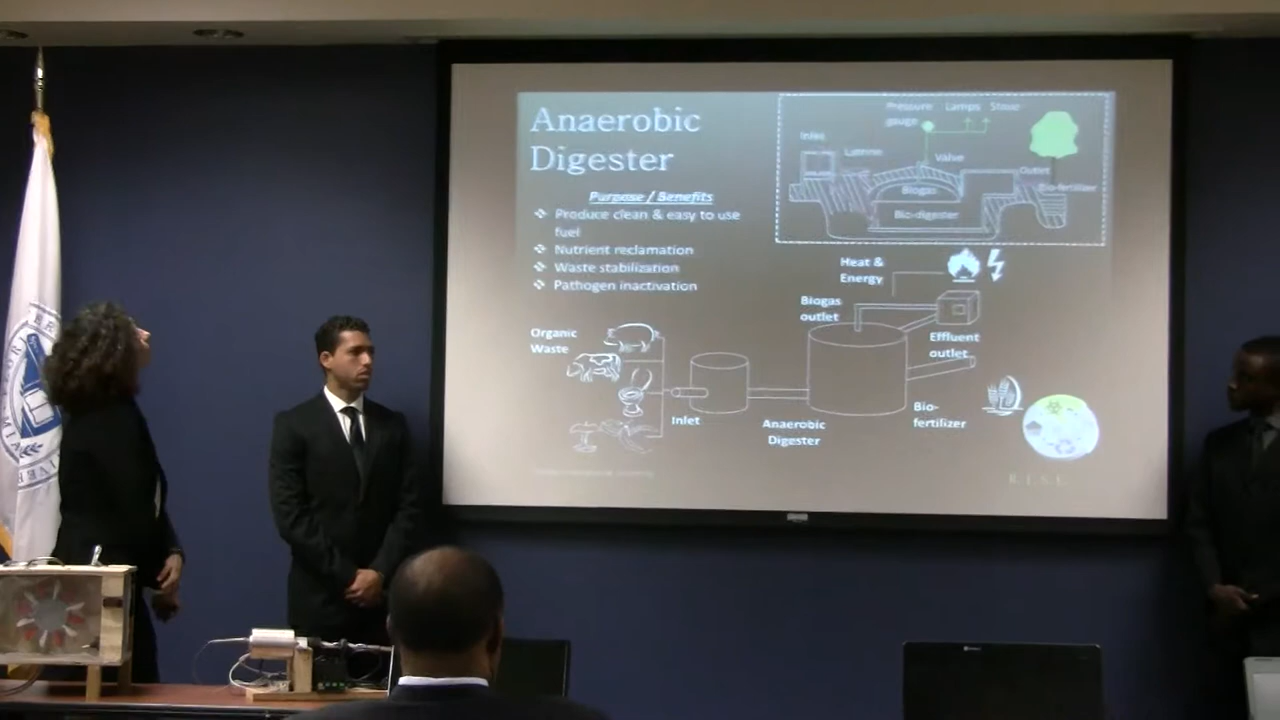 Anaerobic
Digester
Purpose / Benefits
Produce clean & easy to use
fuel
Nutrient reclamation
Waste stabilization
Pathogen inactivation
Pressure
gauge
Lamps
Stove
Inlet
Latrine
Valve
Outlet
Biogas
Bio-fertilizer
Bio-digester
Heat &
Energy
Biogas
outlet
Effluent
outlet
Organic
Waste
Inlet
Anaerobic
Digester
Bio-
fertilizer
R.I.S.E.